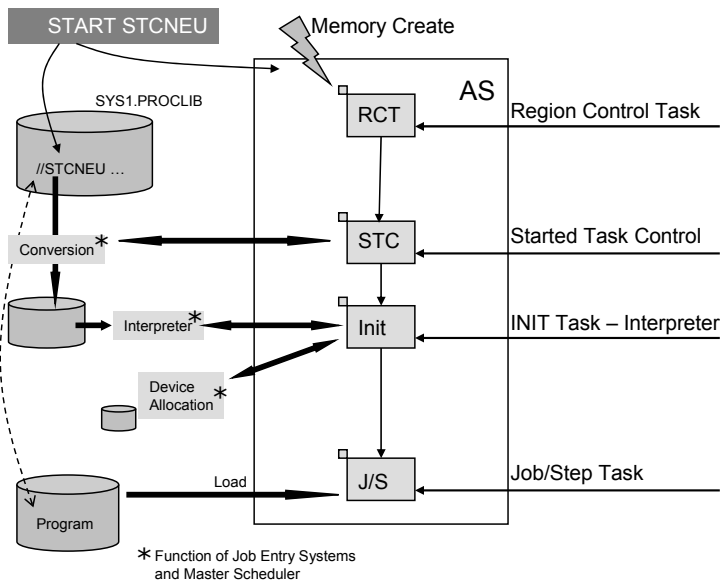 START STCNEU
Memory Create
AS
SYS1.PROCLIB
RCT
Region Control Task
//STCNEU …
STC
Started Task Control
Conversion*
Interpreter*
Init
INIT Task – Interpreter
Device
Allocation*
J/S
Job/Step Task
Load
Program
* Function of Job Entry Systems
and Master Scheduler